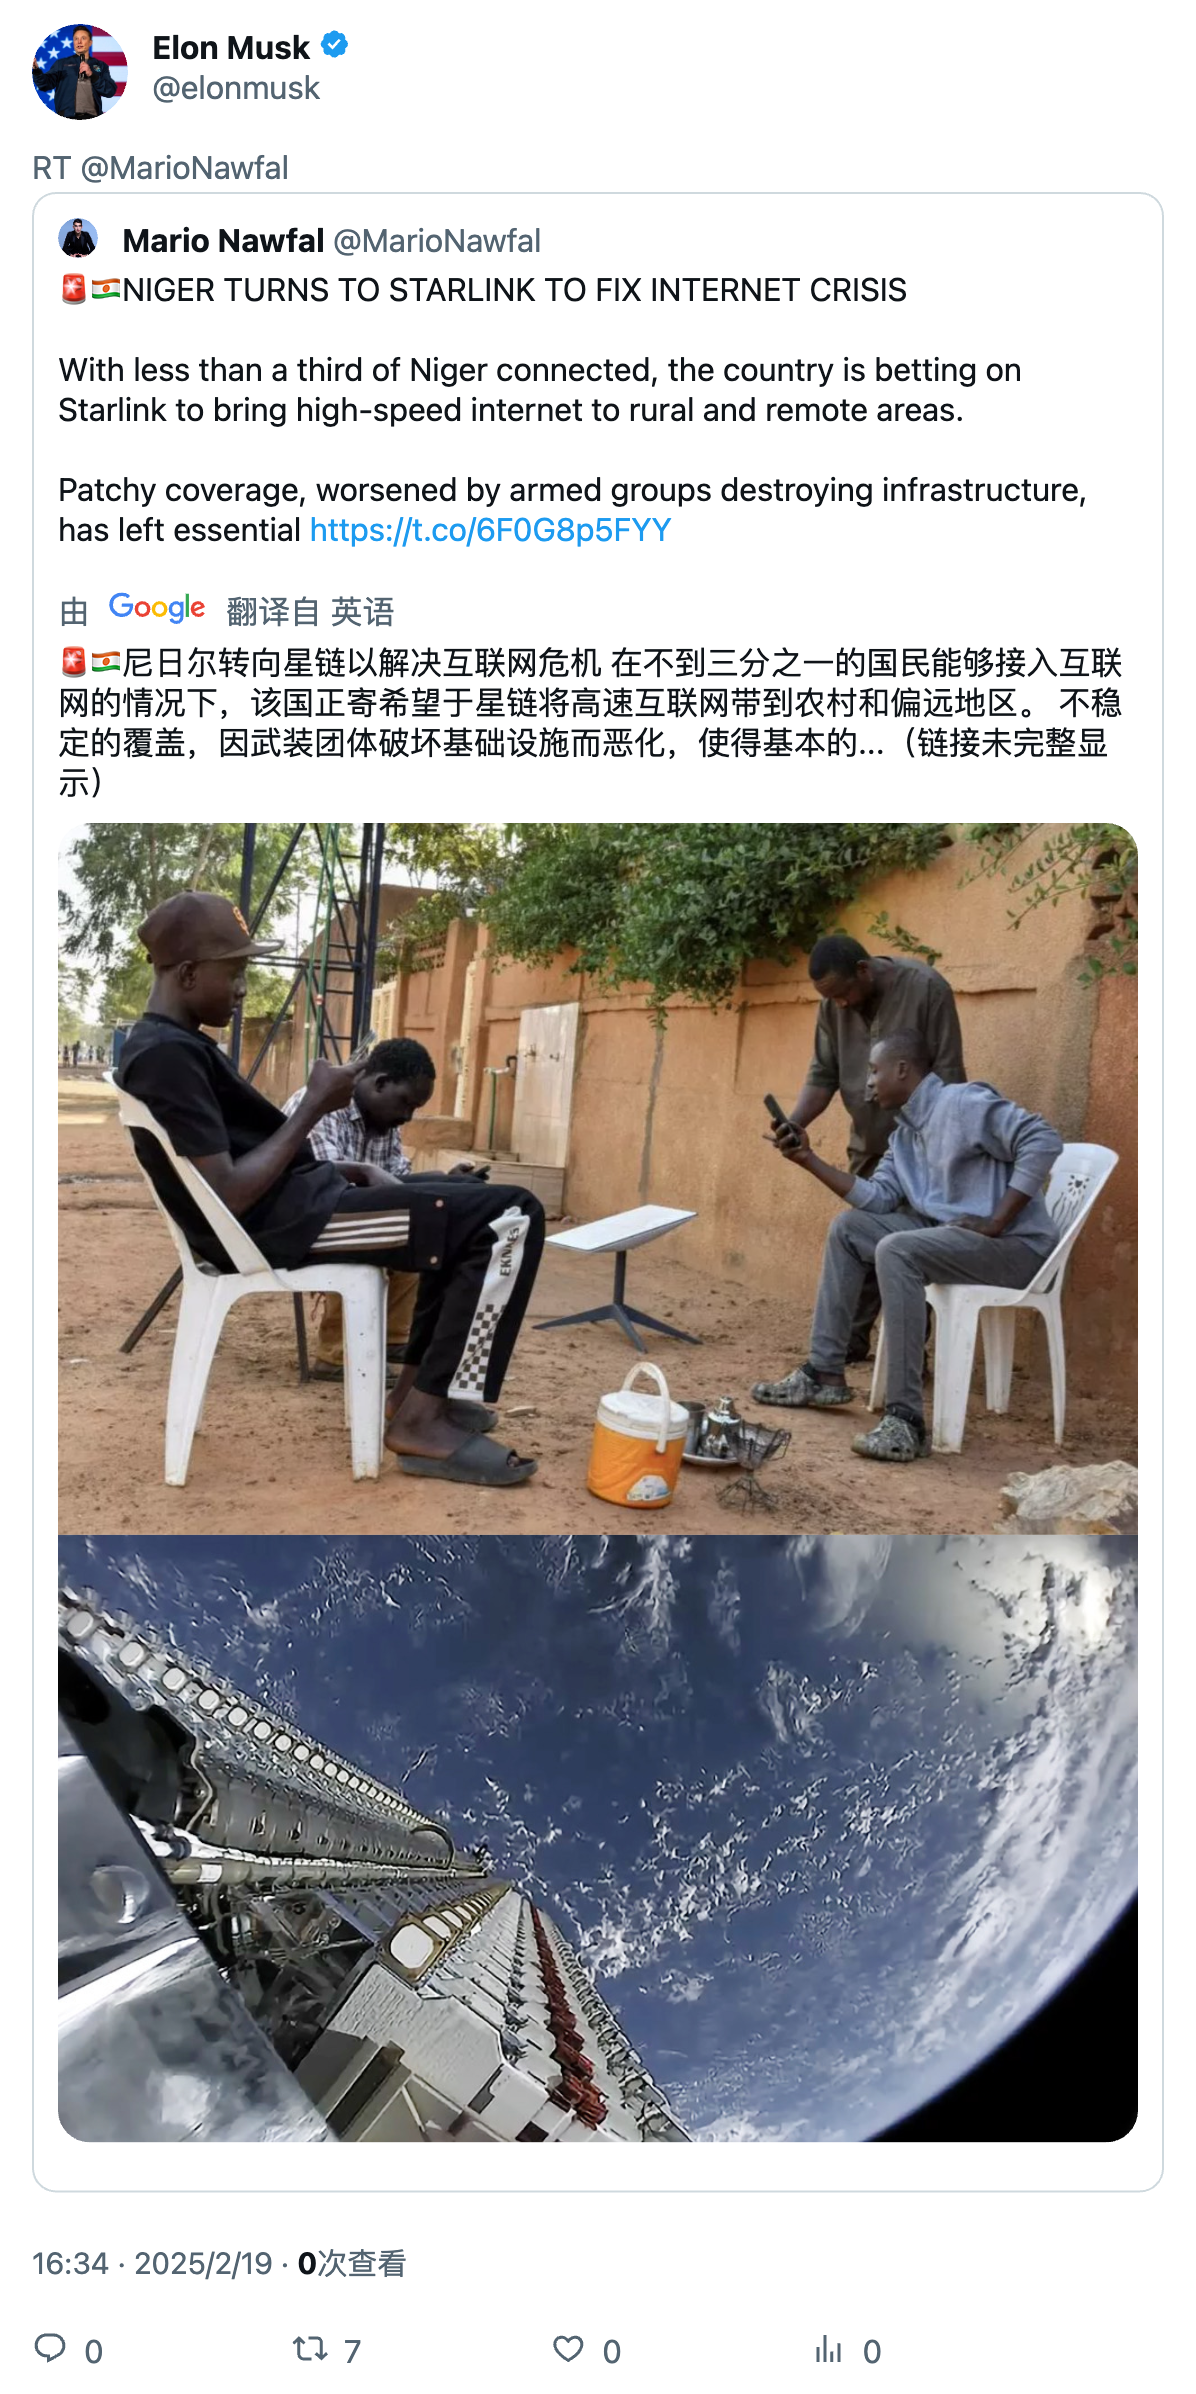 Elon Musk
@elonmusk
RT @MarioNawfal
Mario Nawfal @MarioNawfal
🚨🇳🇪NIGER TURNS TO STARLINK TO FIX INTERNET CRISIS
With less than a third of Niger connected, the country is betting on
Starlink to bring high-speed internet to rural and remote areas.
Patchy coverage, worsened by armed groups destroying infrastructure,
has left essential https://t.co/6F0G8p5FYY
由 Google 翻译自 英语
🚨🇳🇪尼日尔转向星链以解决互联网危机 在不到三分之一的国民能够接入互联
网的情况下，该国正寄希望于星链将高速互联网带到农村和偏远地区。 不稳
定的覆盖，因武装团体破坏基础设施而恶化，使得基本的...（链接未完整显
示）
16:34 · 2025/2/19 · 0次查看
0 7 0 0